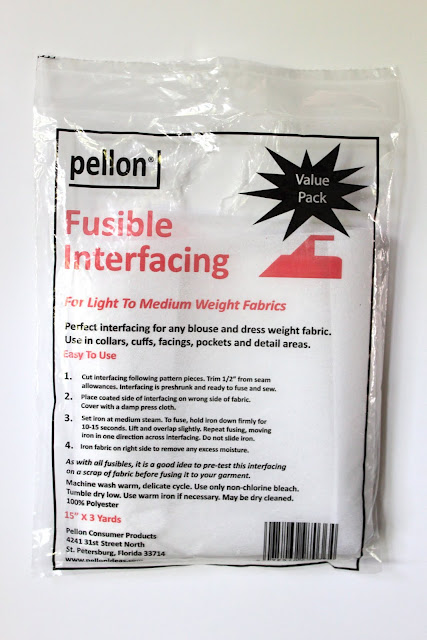 pellon®
Value
Pack
Fusible
Interfacing
For Light To Medium Weight Fabrics
Perfect interfacing for any blouse and dress weight fabric.
Use in collars, cuffs, facings, pockets and detail areas.
Easy To Use
1. Cut interfacing following pattern pieces. Trim 1/2" from seam
allowances. Interfacing is preshrunk and ready to fuse and sew.
2. Place coated side of interfacing on wrong side of fabric.
Cover with a damp press cloth.
3. Set iron at medium steam. To fuse, hold iron down firmly for
10-15 seconds. Lift and overlap slightly. Repeat fusing, moving
iron in one direction across interfacing. Do not slide iron.
4. Iron fabric on right side to remove any excess moisture.
As with all fusibles, it is a good idea to pre-test this interfacing
on a scrap of fabric before fusing it to your garment.
Machine wash warm, delicate cycle. Use only non-chlorine bleach.
Tumble dry low. Use warm iron if necessary. May be dry cleaned.
100% Polyester
15" X 3 Yards
Pellon Consumer Products
4241 31st Street North
St. Petersburg, Florida 33714
www.pellonideas.com